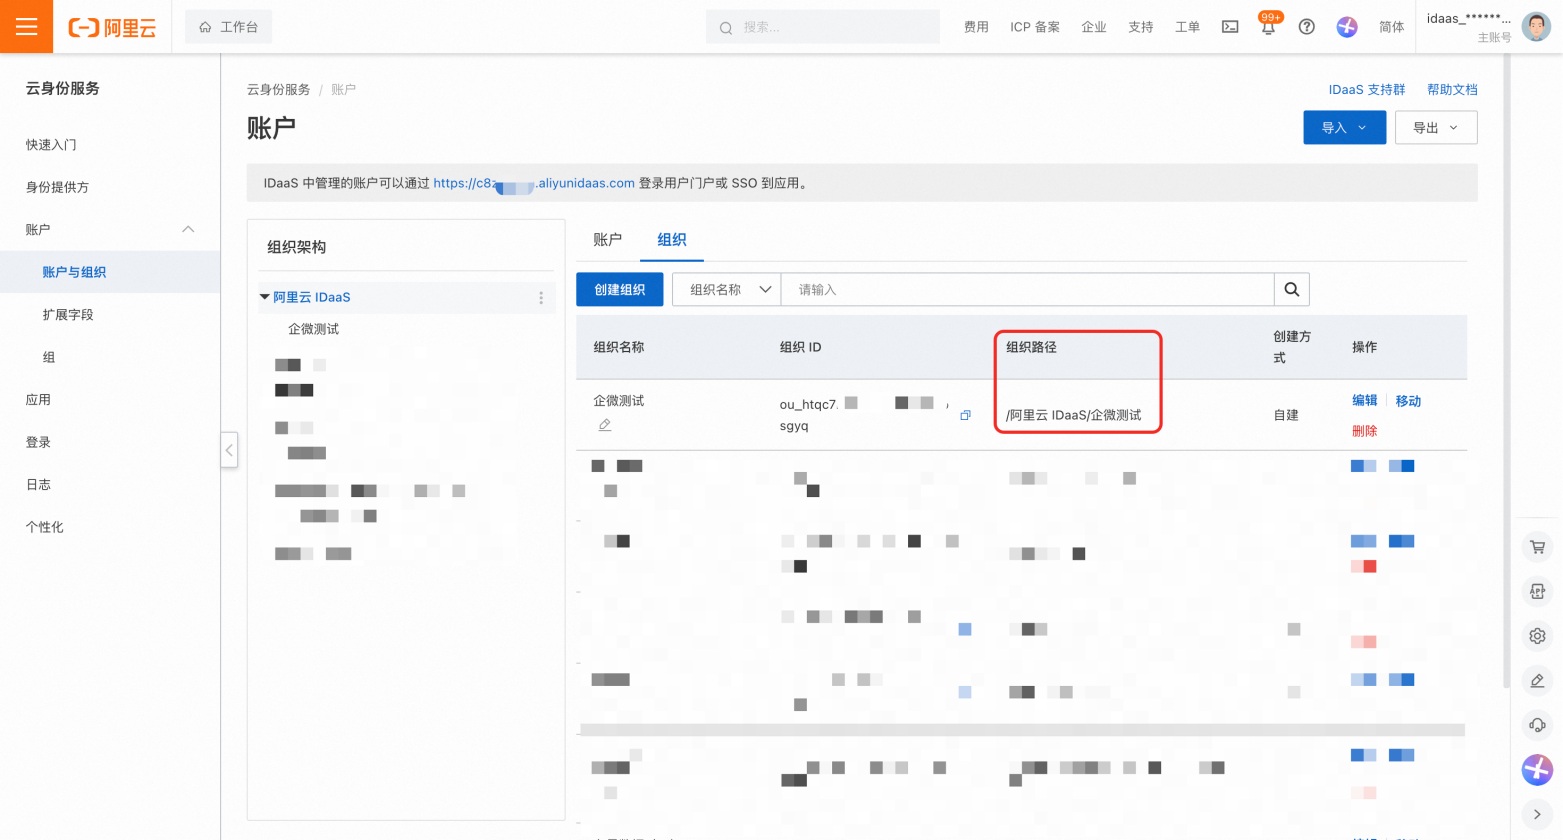 阿里云
工作台
搜索...
费用
ICP 备案
企业
支持
工单
99+
简体
idaas_******...
主账号
云身份服务
快速入门
身份提供方
账户
账户与组织
扩展字段
组
应用
登录
日志
个性化
云身份服务 / 账户
IDaaS 支持群
帮助文档
账户
导入
导出
IDaaS 中管理的账户可以通过 https://c8z .aliyunidaas.com 登录用户门户或 SSO 到应用。
组织架构
阿里云 IDaaS
企微测试
账户
组织
创建组织
组织名称
请输入
组织名称
组织 ID
组织路径
创建方
式
操作
企微测试
ou_htqc7.
sgyq
/阿里云 IDaaS/企微测试
自建
编辑
移动
删除